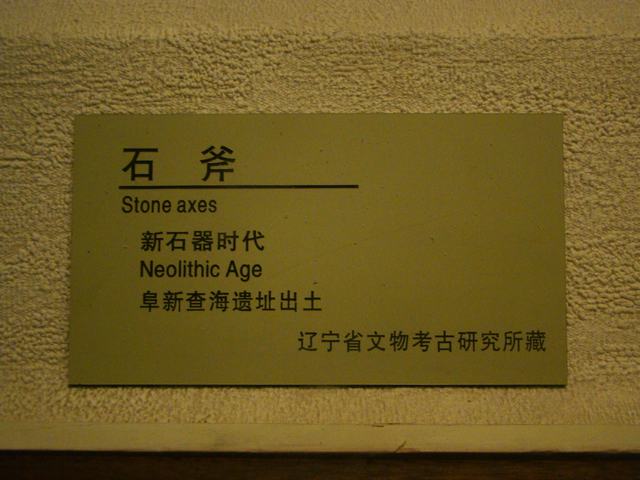 石 斧
Stone axes
新石器时代
Neolithic Age
阜新查海遗址出土
辽宁省文物考古研究所藏